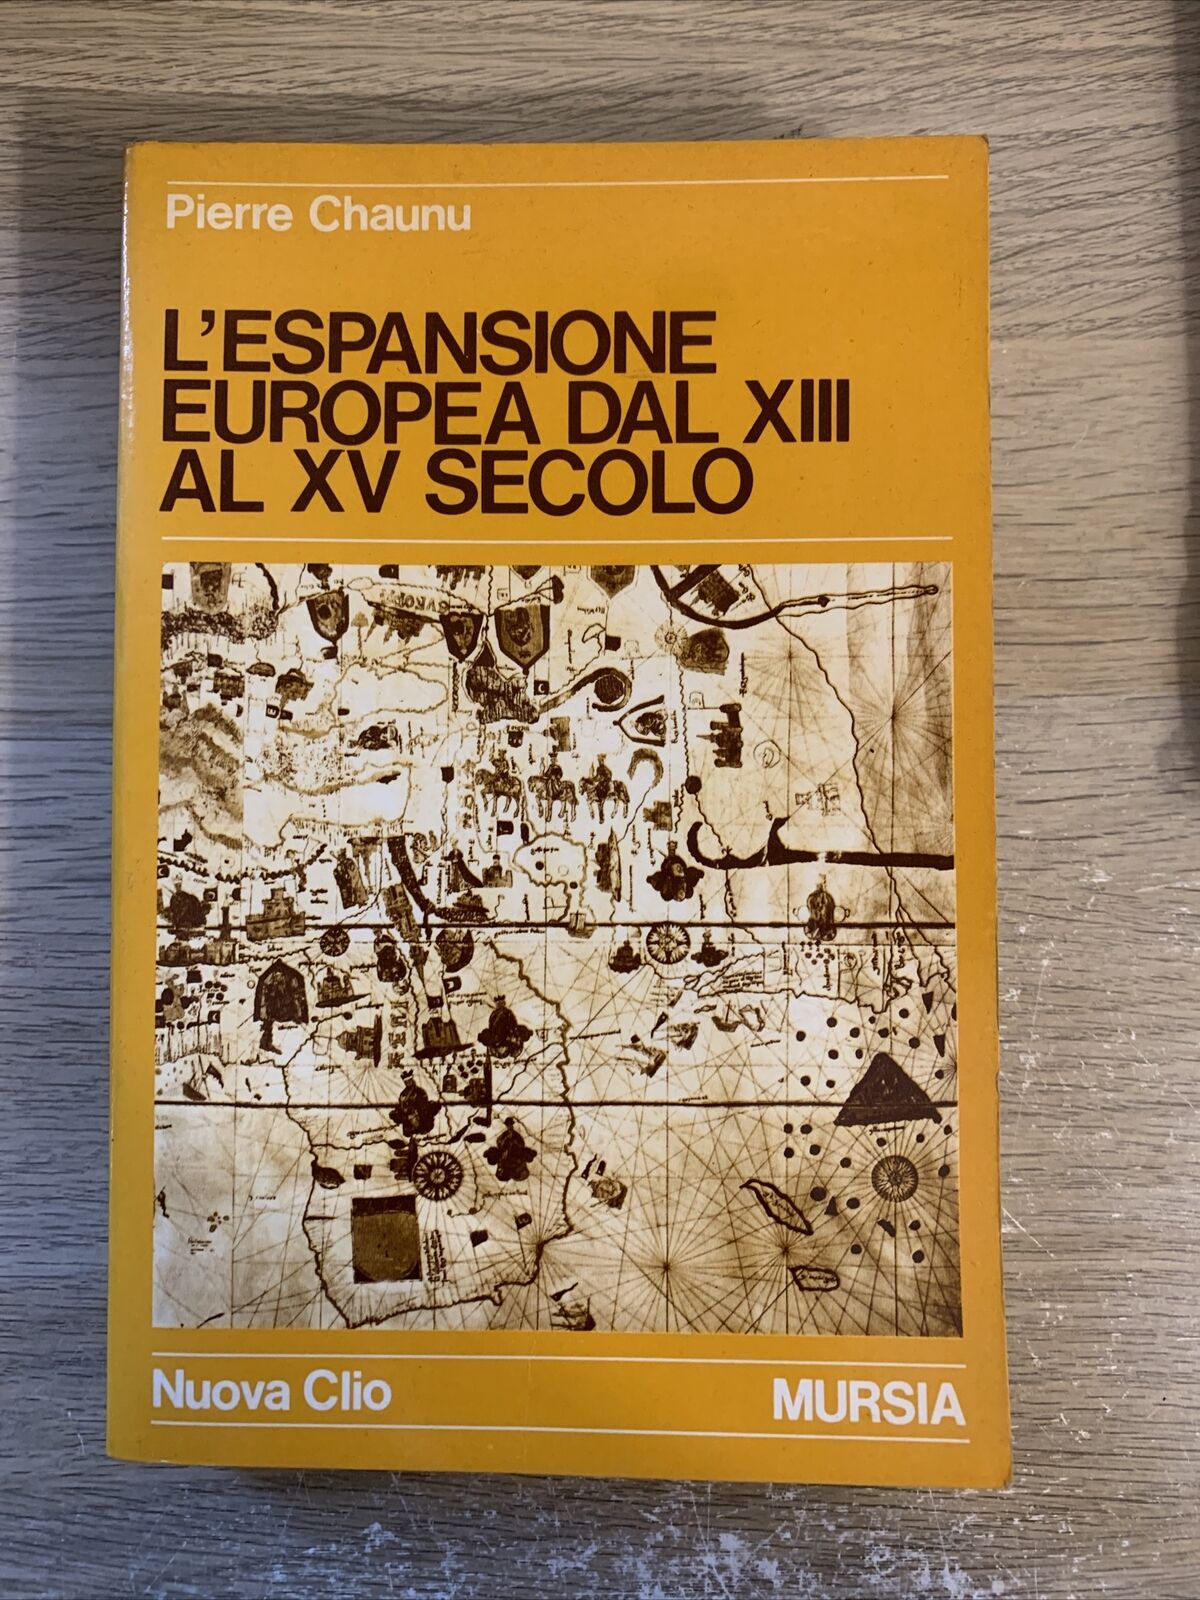 Pierre Chaunu
L'ESPANSIONE
EUROPEA DAL XIII
AL XV SECOLO
Nuova Clio
MURSIA